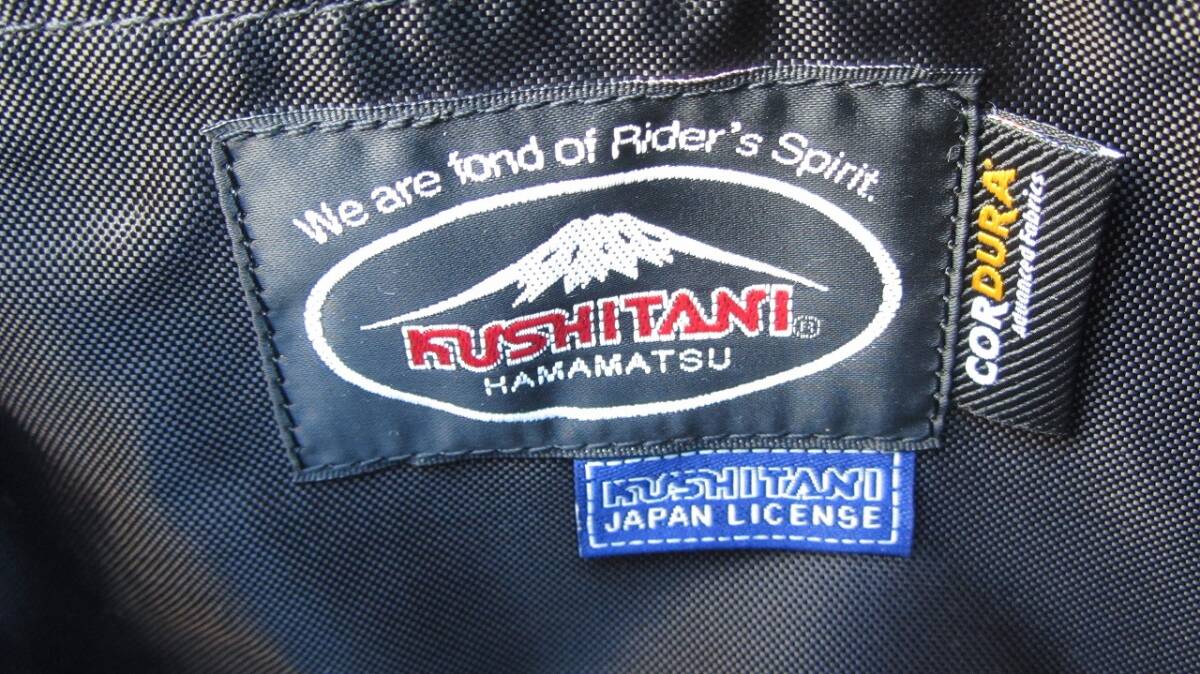 We are fond of Rider's Spirit.
KUSHITANI®
HAMAMATSU
CORDURA®
Advanced Fabrics
KUSHITANI
JAPAN LICENSE